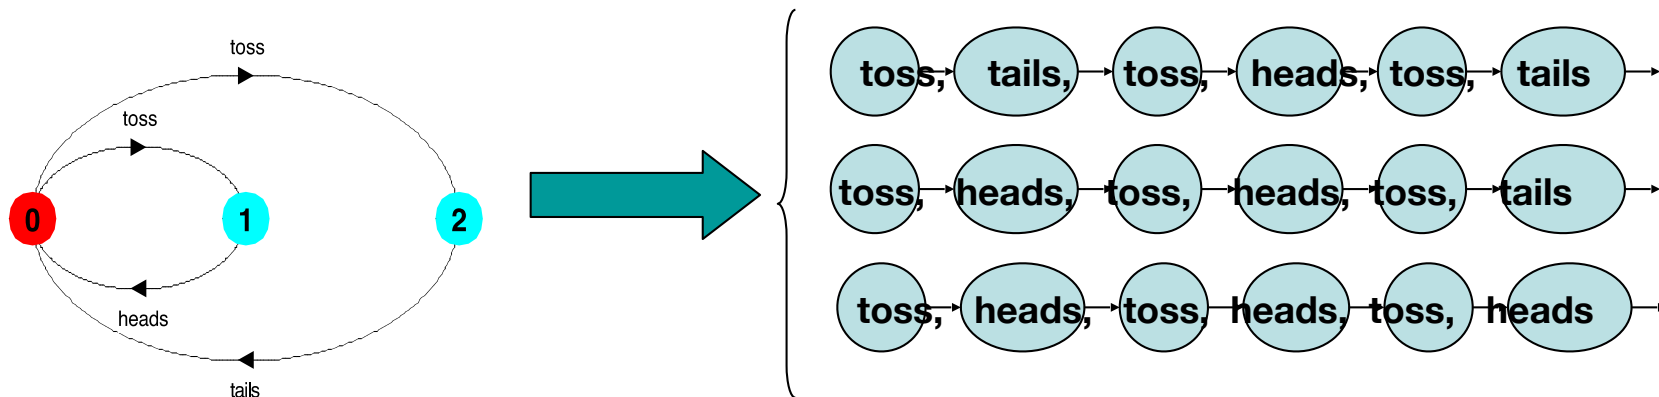 toss
toss
0 1 2
heads
tails
toss, tails, toss, heads, toss, tails
toss, heads, toss, heads, toss, tails
toss, heads, toss, heads, toss, heads